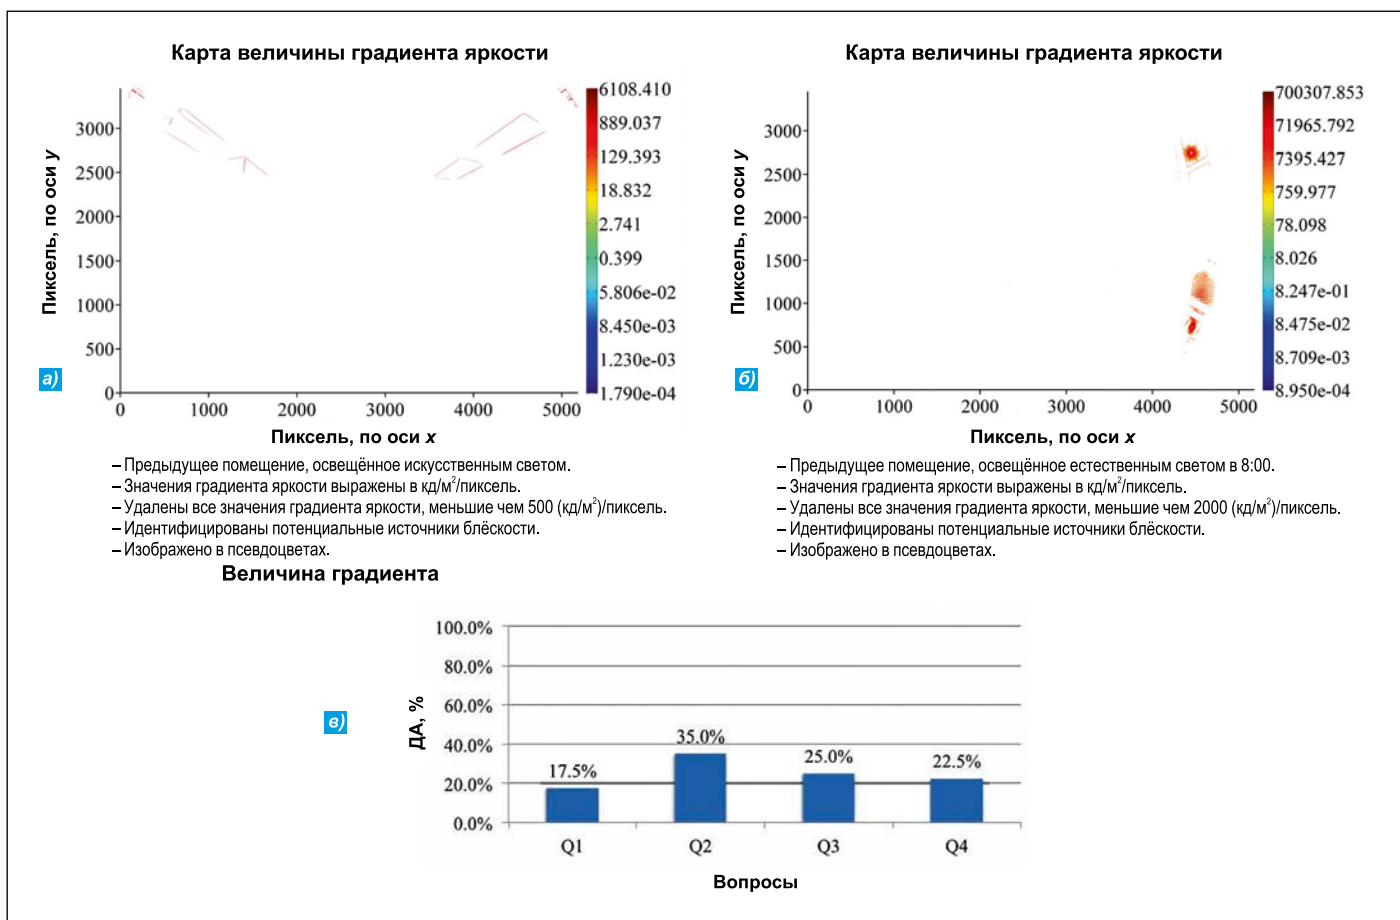 Карта величины градиента яркости
Пиксель, по оси y
3000
2500
2000
1500
1000
500
0
0 1000 2000 3000 4000 5000
Пиксель, по оси x
6108.410
889.037
129.393
18.832
2.741
0.399
5.806e-02
8.450e-03
1.230e-03
1.790e-04
а)
– Предыдущее помещение, освещённое искусственным светом.
– Значения градиента яркости выражены в кд/м²/пиксель.
– Удалены все значения градиента яркости, меньшие чем 500 (кд/м²)/пиксель.
– Идентифицированы потенциальные источники блёскости.
– Изображено в псевдоцветах.
Карта величины градиента яркости
Пиксель, по оси y
3000
2500
2000
1500
1000
500
0
0 1000 2000 3000 4000 5000
Пиксель, по оси x
700307.853
71965.792
7395.427
759.977
78.098
8.026
8.247e-01
8.475e-02
8.709e-03
8.950e-04
б)
– Предыдущее помещение, освещённое естественным светом в 8:00.
– Значения градиента яркости выражены в кд/м²/пиксель.
– Удалены все значения градиента яркости, меньшие чем 2000 (кд/м²)/пиксель.
– Идентифицированы потенциальные источники блёскости.
– Изображено в псевдоцветах.
Величина градиента
в)
ДА, %
100.0%
80.0%
60.0%
40.0%
20.0%
0.0%
17.5%
35.0%
25.0%
22.5%
Q1 Q2 Q3 Q4
Вопросы